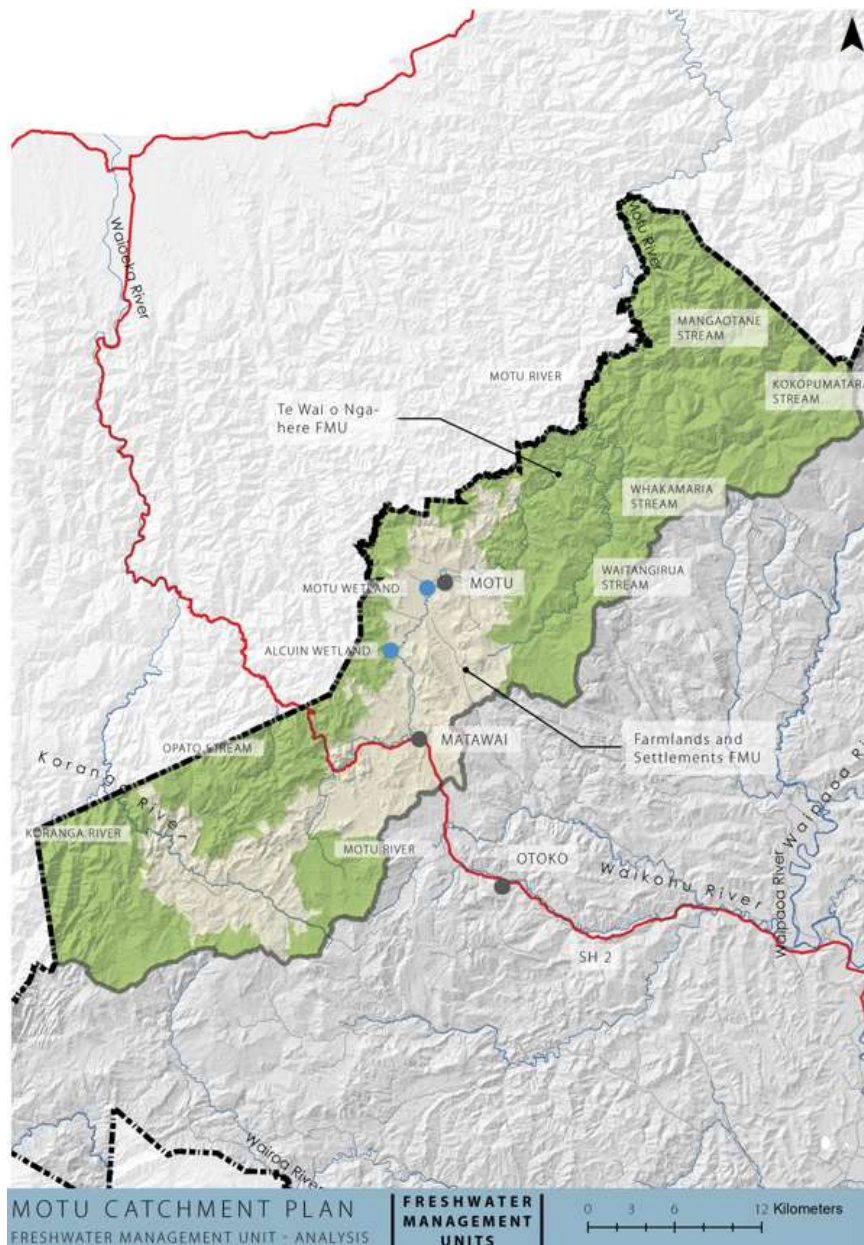 Waioeka River
Motu River
MANGAOTANE
STREAM
MOTU RIVER
KOKOPUMATARA
STREAM
Te Wai o Nga-
here FMU
WHAKAMARIA
STREAM
WAITANGIRUA
STREAM
MOTU WETLAND
MOTU
ALCUIN WETLAND
MATAWAI
Farmlands and
Settlements FMU
OPATO STREAM
Koranga River
KORANGA RIVER
MOTU RIVER
OTOKO
Waikohu River
Waipaoa Ri
Waipaoa River
SH 2
Wairoa River
MOTU CATCHMENT PLAN
FRESHWATER MANAGEMENT UNIT - ANALYSIS
FRESHWATER
MANAGEMENT
UNITS
0 3 6 12 Kilometers